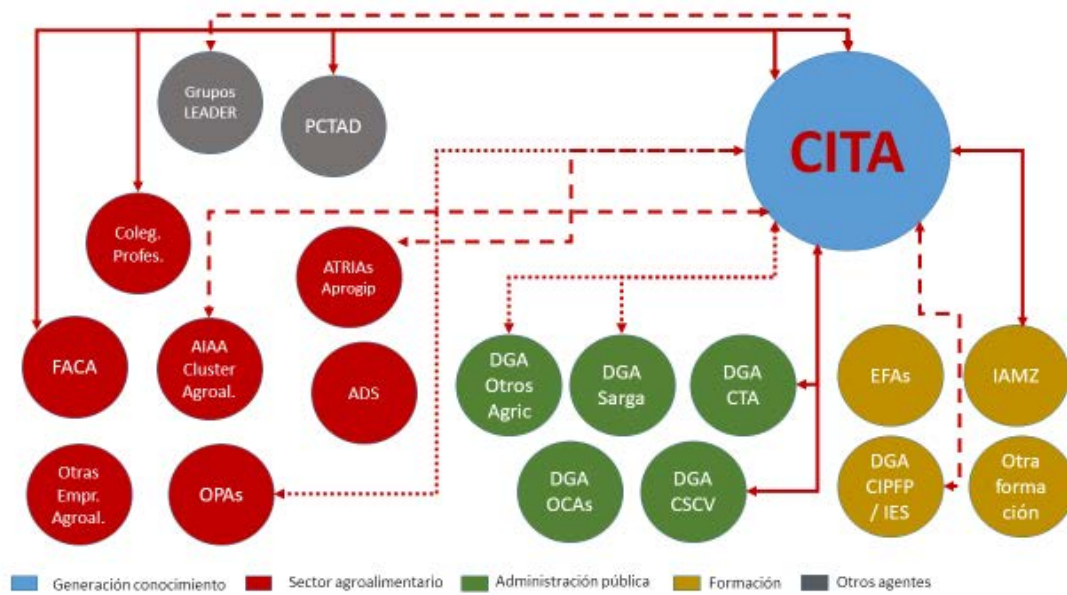 Grupos
LEADER
PCTAD
CITA
Coleg.
Profes.
ATRIAs
Aprogip
FACA
AIAA
Cluster
Agroal.
ADS
DGA
Otros
Agric
DGA
Sarga
DGA
CTA
EFAs
IAMZ
Otras
Empr.
Agroal.
OPAs
DGA
OCAs
DGA
CSCV
DGA
CIPFP
/ IES
Otra
forma
ción
Generación conocimiento
Sector agroalimentario
Administración pública
Formación
Otros agentes